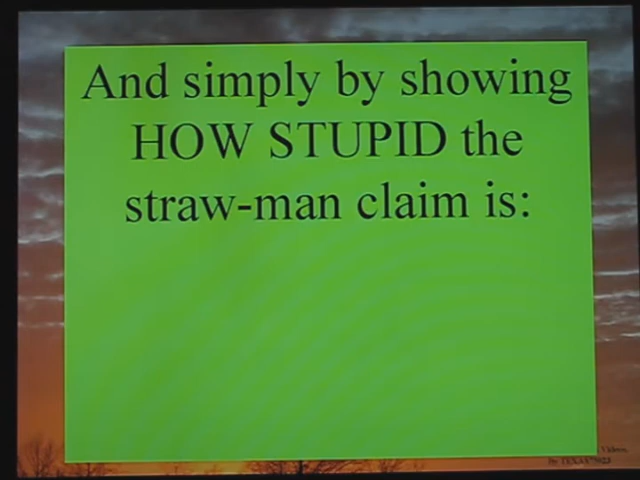 And simply by showing
HOW STUPID the
straw-man claim is: